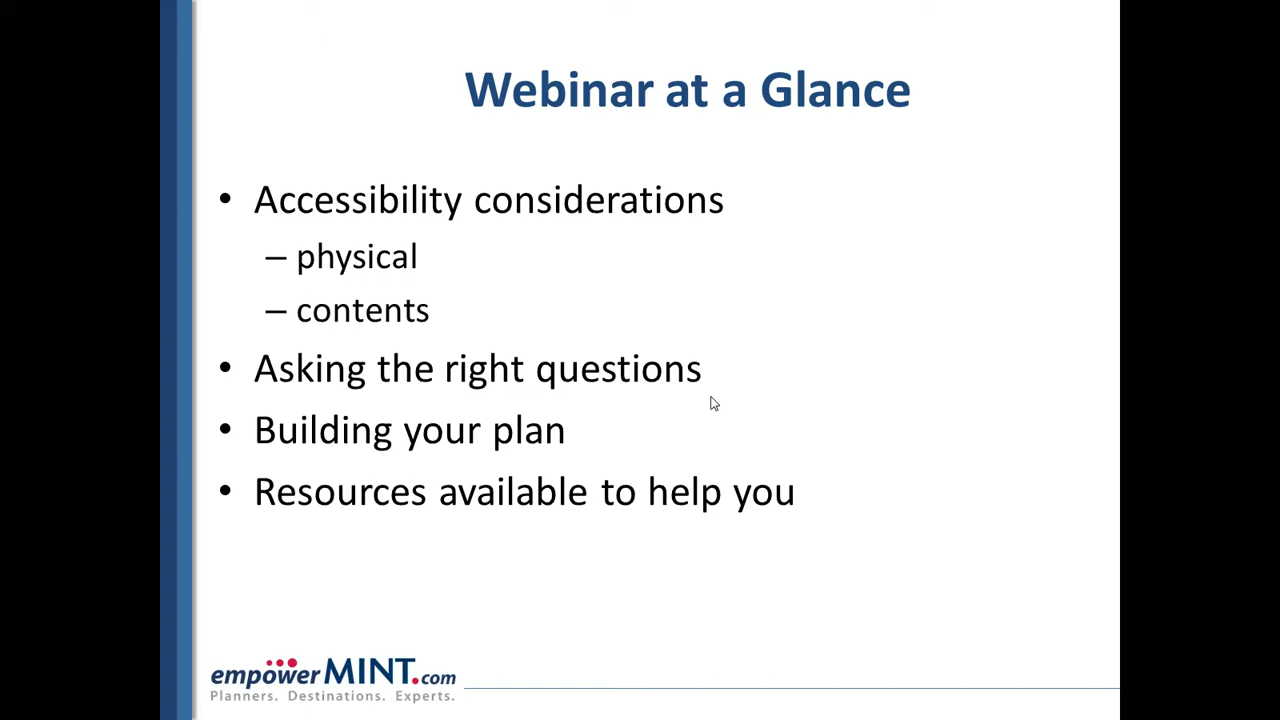 Webinar at a Glance
• Accessibility considerations
– physical
– contents
• Asking the right questions
• Building your plan
• Resources available to help you
empowerMINT.com
Planners. Destinations. Experts.